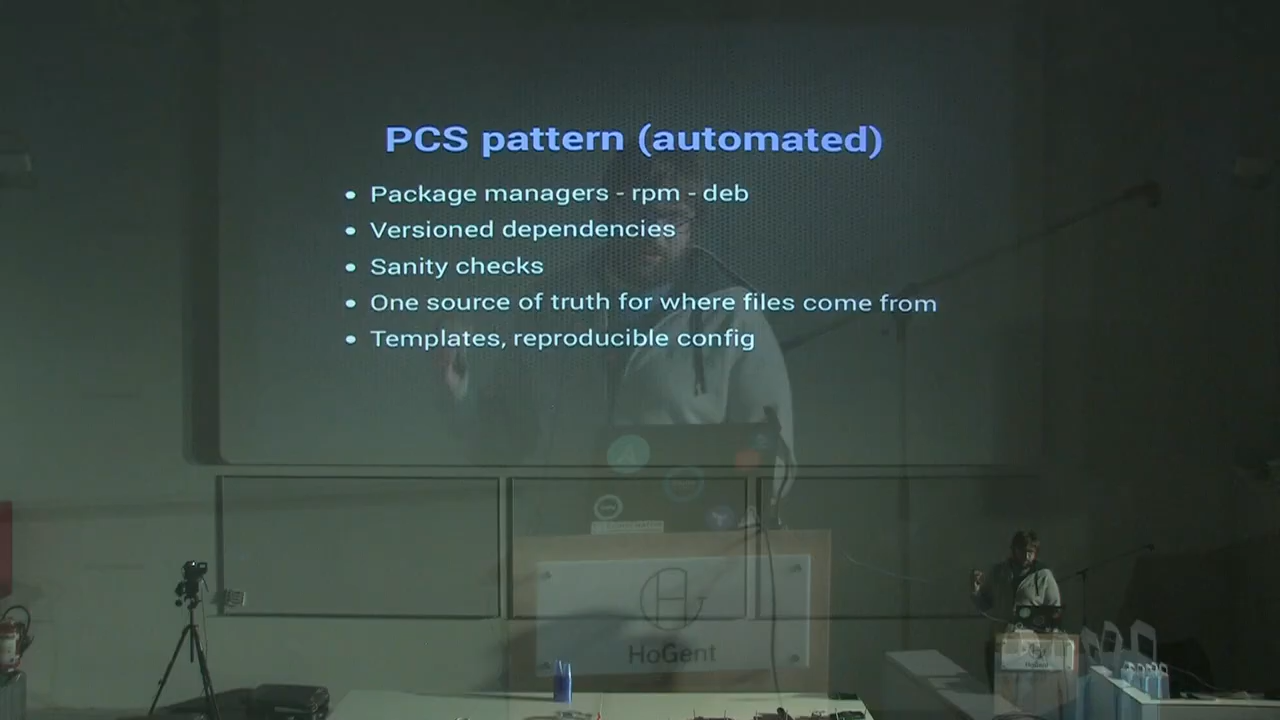 PCS pattern (automated)
• Package managers - rpm - deb
• Versioned dependencies
• Sanity checks
• One source of truth for where files come from
• Templates, reproducible config
HoGent
HoGent